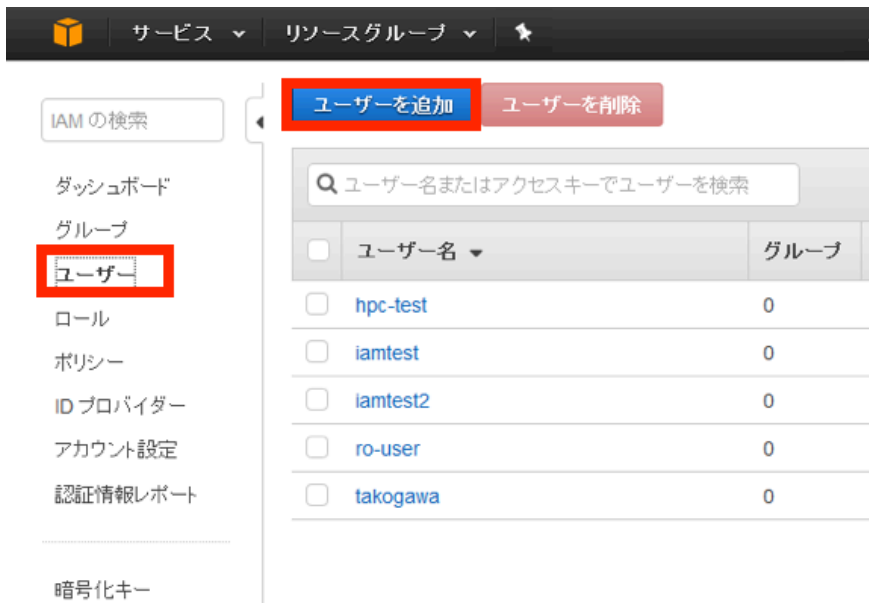 サービス リソースグループ
IAM の検索
ダッシュボード
グループ
ユーザー
ロール
ポリシー
ID プロバイダー
アカウント設定
認証情報レポート
暗号化キー
ユーザーを追加 ユーザーを削除
ユーザー名またはアクセスキーでユーザーを検索
ユーザー名 グループ
hpc-test 0
iamtest 0
iamtest2 0
ro-user 0
takogawa 0